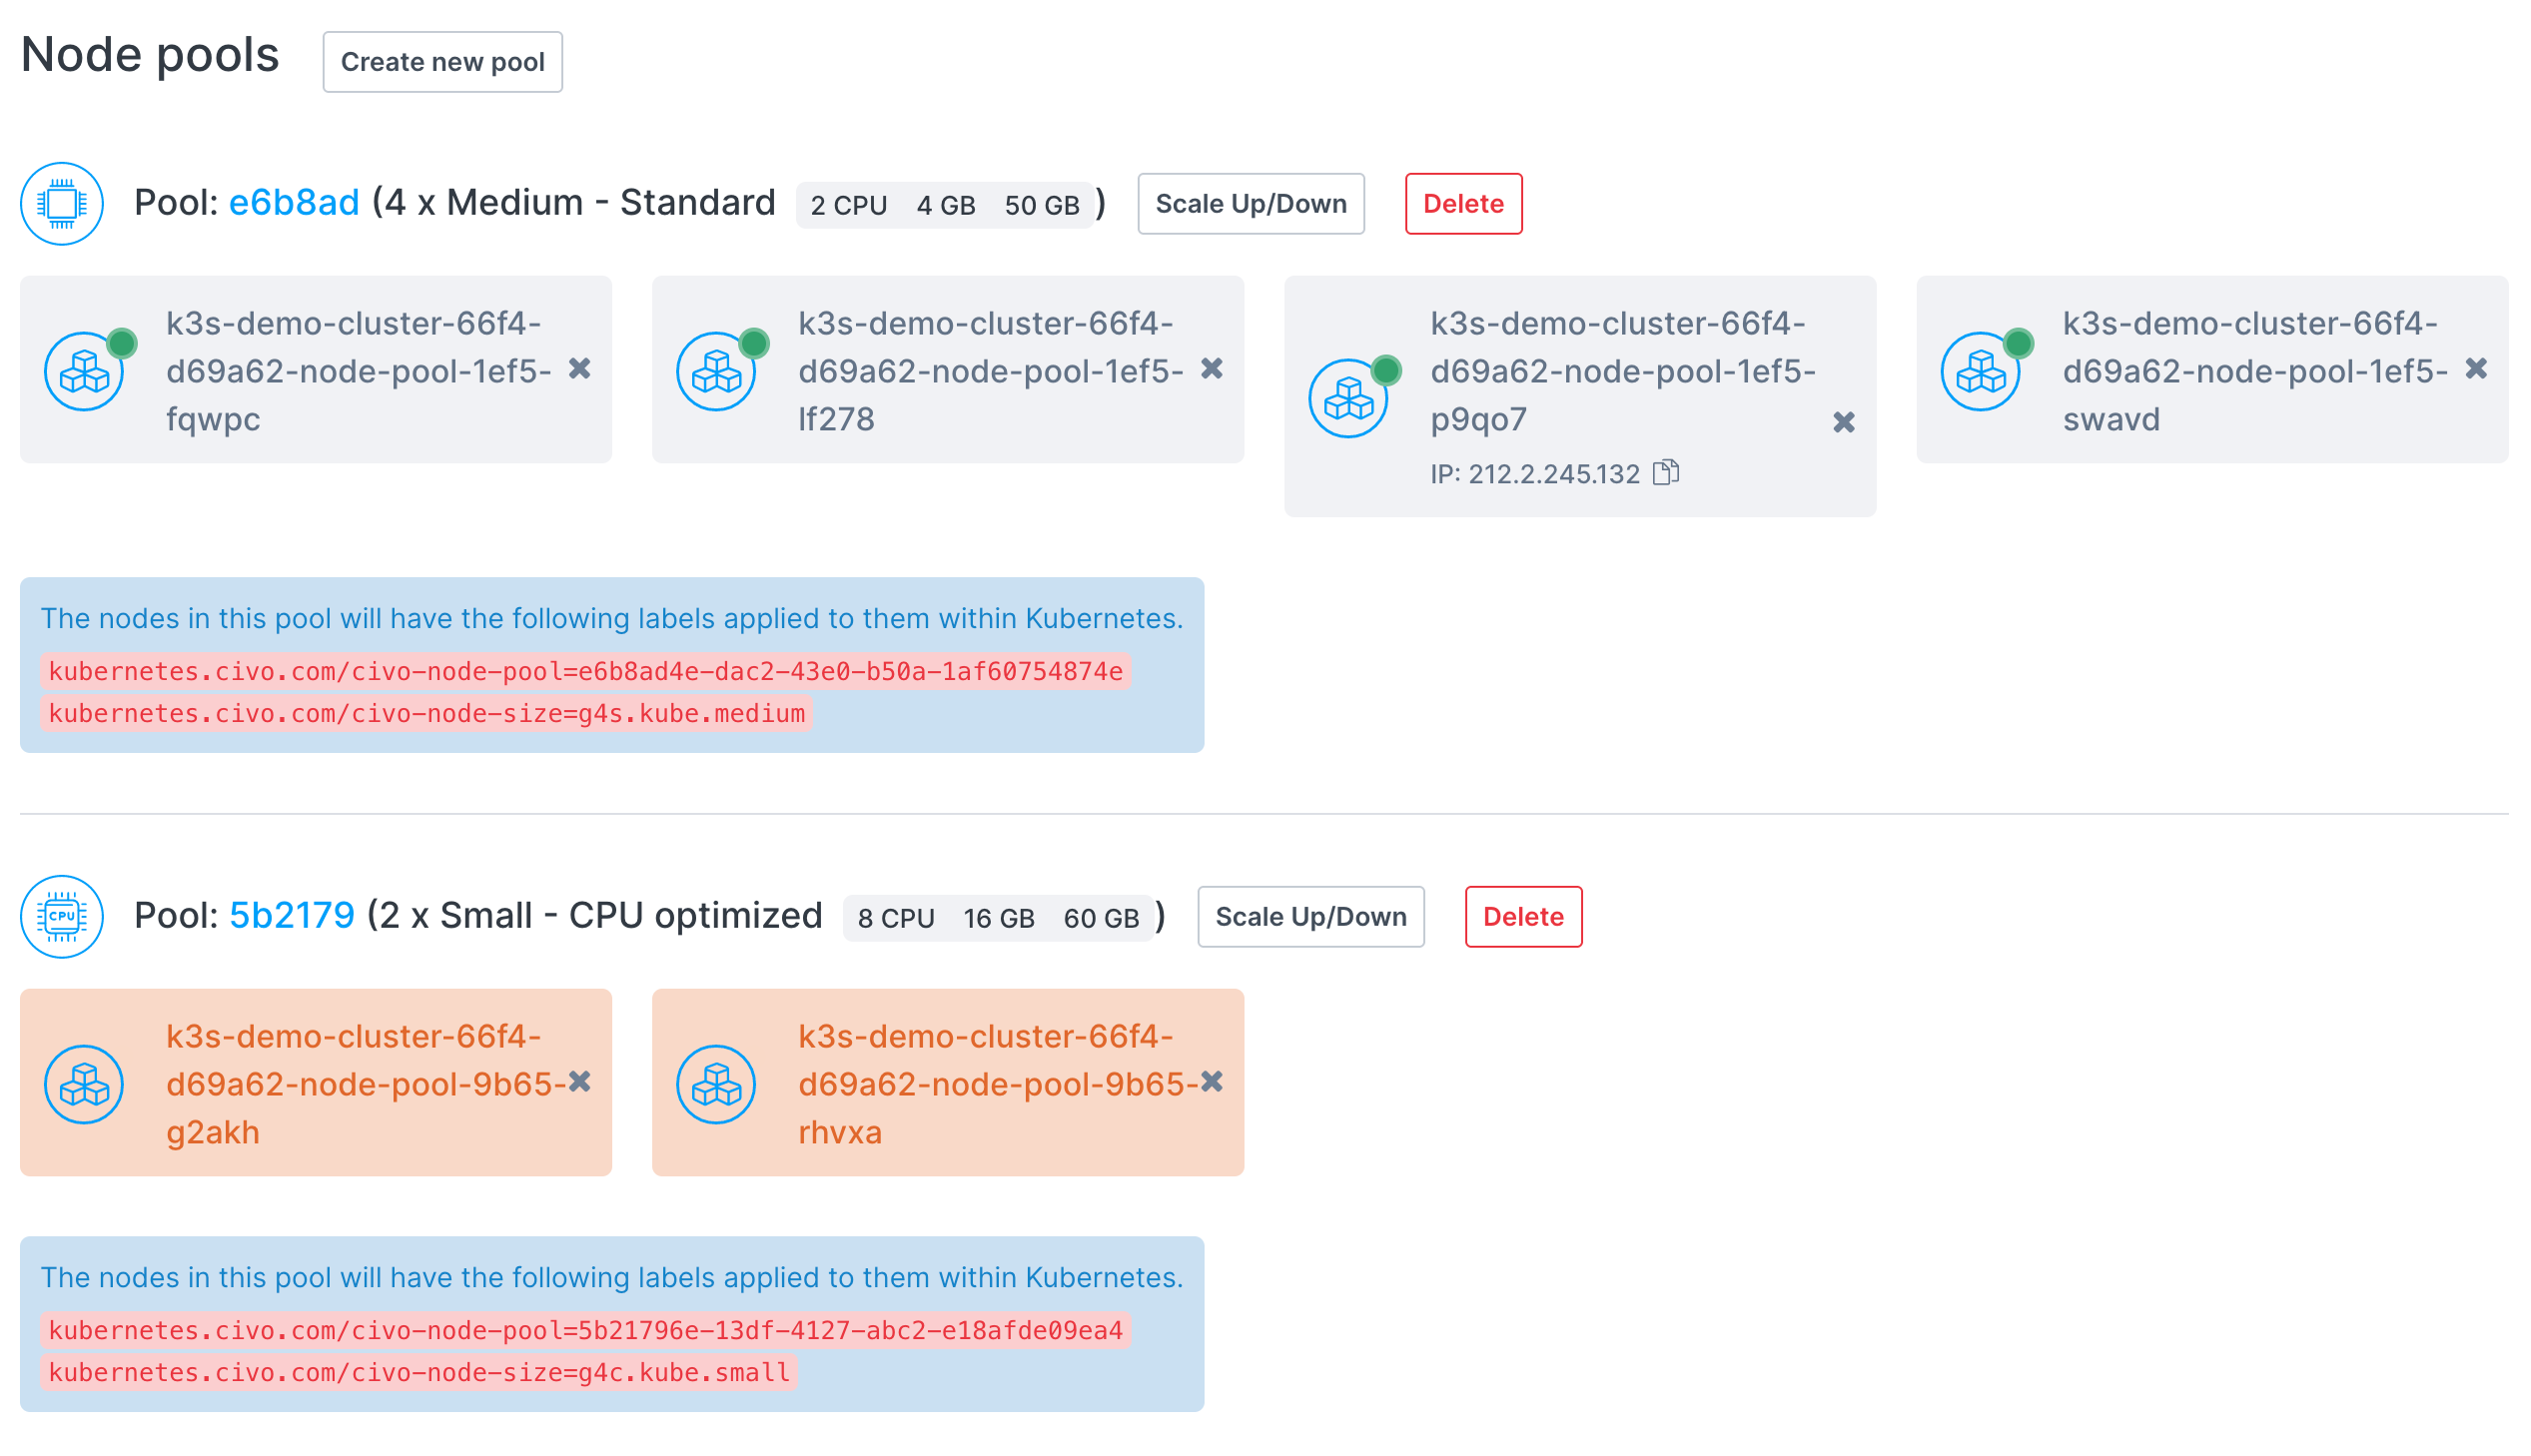 Node pools
Create new pool
Pool: e6b8ad (4 x Medium - Standard 2 CPU 4 GB 50 GB)
Scale Up/Down
Delete
k3s-demo-cluster-66f4-
d69a62-node-pool-1ef5-
fqwpc
k3s-demo-cluster-66f4-
d69a62-node-pool-1ef5-
lf278
k3s-demo-cluster-66f4-
d69a62-node-pool-1ef5-
p9qo7
IP: 212.2.245.132
k3s-demo-cluster-66f4-
d69a62-node-pool-1ef5-
swavd
The nodes in this pool will have the following labels applied to them within Kubernetes.
kubernetes.civo.com/civo-node-pool=e6b8ad4e-dac2-43e0-b50a-1af60754874e
kubernetes.civo.com/civo-node-size=g4s.kube.medium
CPU
Pool: 5b2179 (2 x Small - CPU optimized 8 CPU 16 GB 60 GB)
Scale Up/Down
Delete
k3s-demo-cluster-66f4-
d69a62-node-pool-9b65-
g2akh
k3s-demo-cluster-66f4-
d69a62-node-pool-9b65-
rhvxa
The nodes in this pool will have the following labels applied to them within Kubernetes.
kubernetes.civo.com/civo-node-pool=5b21796e-13df-4127-abc2-e18afde09ea4
kubernetes.civo.com/civo-node-size=g4c.kube.small